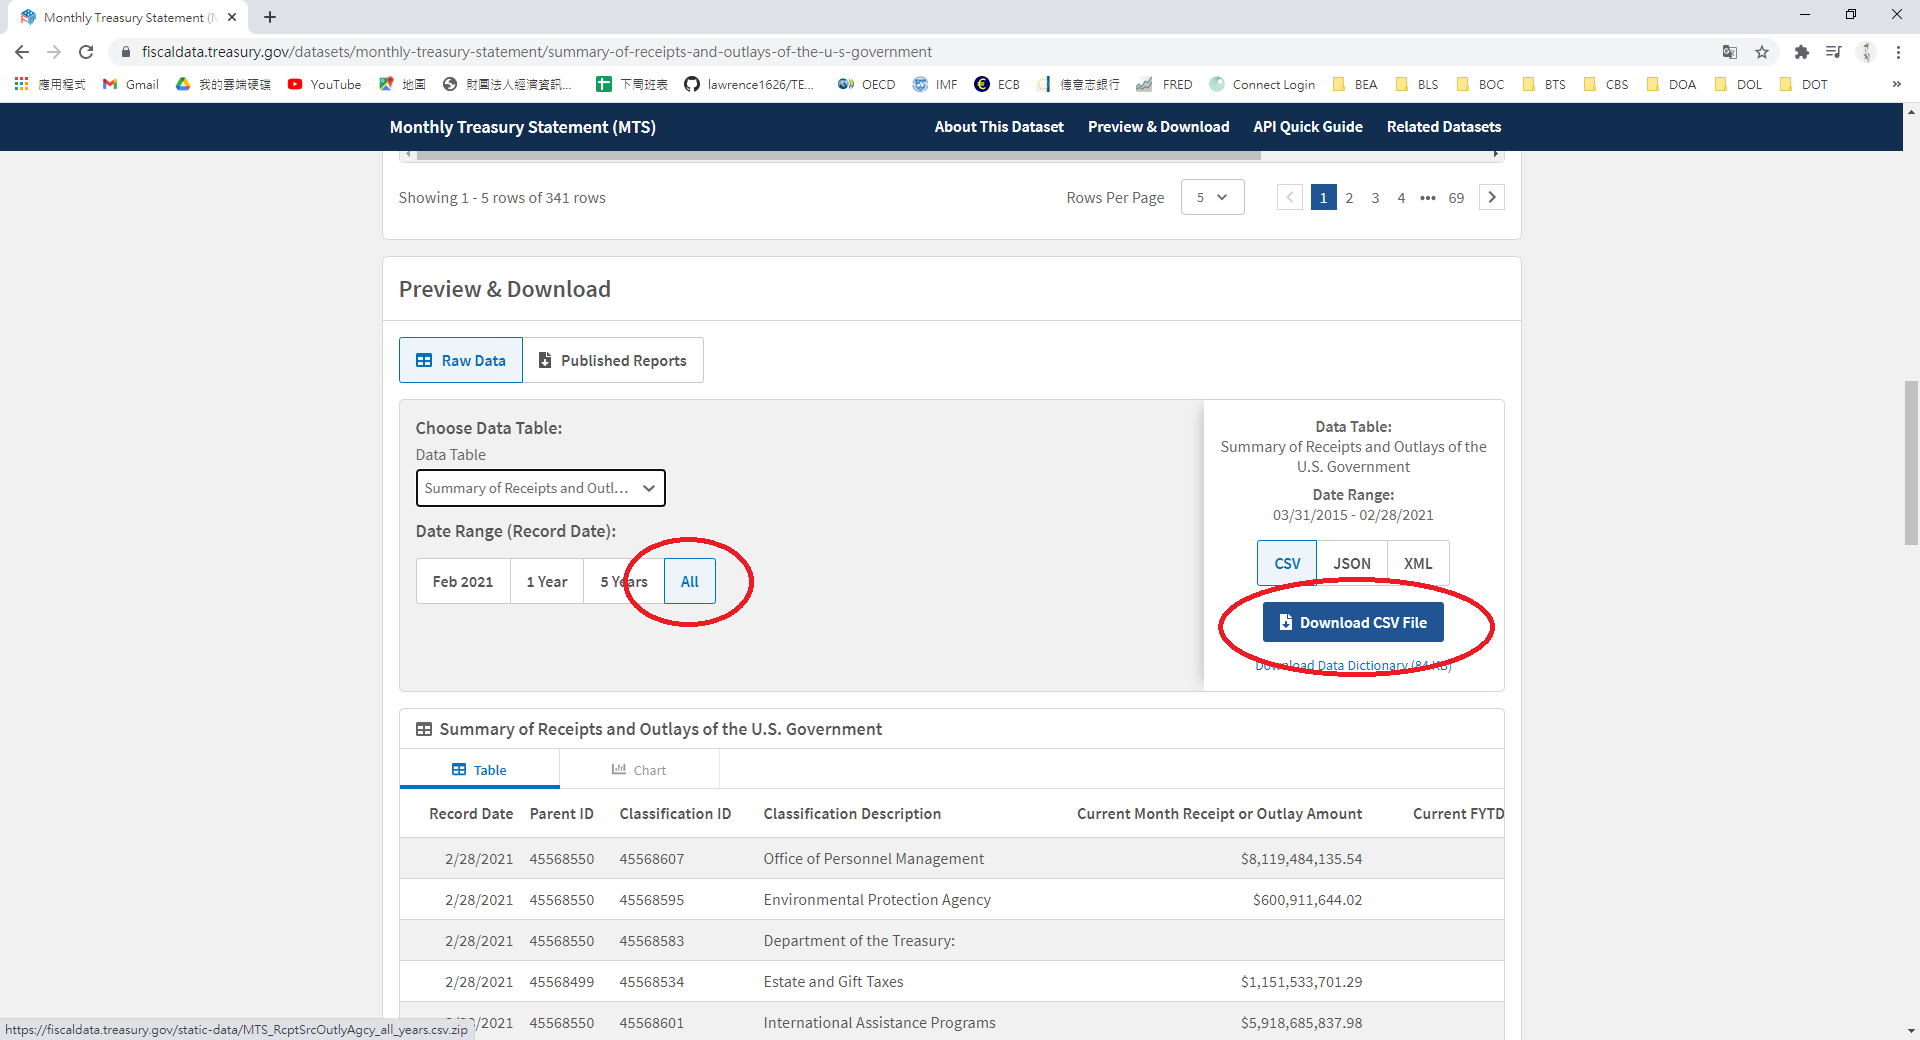 Monthly Treasury Statement (M
fiscaldata.treasury.gov/datasets/monthly-treasury-statement/summary-of-receipts-and-outlays-of-the-u-s-government
應用程式 Gmail 我的雲端硬碟 YouTube 地圖 財團法人經濟資訊... 下周班表 lawrence1626/TE... OECD IMF ECB 德意志銀行 FRED Connect Login BEA BLS BOC BTS CBS DOA DOL DOT »
Monthly Treasury Statement (MTS) About This Dataset Preview & Download API Quick Guide Related Datasets
Showing 1 - 5 rows of 341 rows Rows Per Page 5 1 2 3 4 ••• 69
Preview & Download
Raw Data Published Reports
Choose Data Table:
Data Table
Summary of Receipts and Outl...
Date Range (Record Date):
Feb 2021 1 Year 5 Years All
Data Table:
Summary of Receipts and Outlays of the
U.S. Government
Date Range:
03/31/2015 - 02/28/2021
CSV JSON XML
Download CSV File
Download Data Dictionary (84 KB)
Summary of Receipts and Outlays of the U.S. Government
Table Chart
Record Date Parent ID Classification ID Classification Description Current Month Receipt or Outlay Amount Current FYTD
2/28/2021 45568550 45568607 Office of Personnel Management $8,119,484,135.54
2/28/2021 45568550 45568595 Environmental Protection Agency $600,911,644.02
2/28/2021 45568550 45568583 Department of the Treasury:
2/28/2021 45568499 45568534 Estate and Gift Taxes $1,151,533,701.29
/2021 45568550 45568601 International Assistance Programs $5,918,685,837.98
https://fiscaldata.treasury.gov/static-data/MTS_RcptSrcOutlyAgcy_all_years.csv.zip